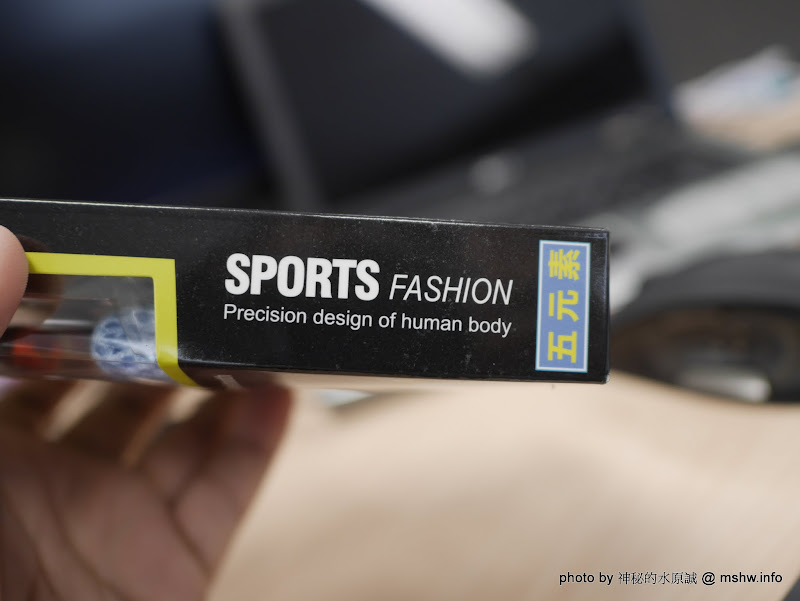 SPORTS FASHION
Precision design of human body
五元素
photo by 神秘的水原誠 @ mshw.info